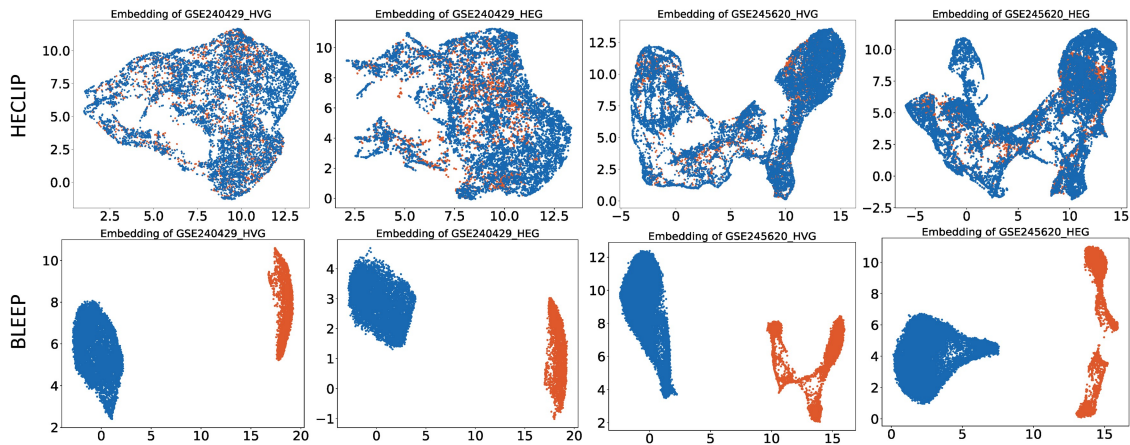 Embedding of GSE240429_HVG
Embedding of GSE240429_HEG
Embedding of GSE245620_HVG
Embedding of GSE245620_HEG
HECLIP
10.0
7.5
5.0
2.5
0.0
2.5 5.0 7.5 10.0 12.5
10
8
6
4
2
0
2.5 5.0 7.5 10.0 12.5
12.5
10.0
7.5
5.0
2.5
0.0
−5 0 5 10 15
10.0
7.5
5.0
2.5
0.0
−2.5
−5 0 5 10 15
Embedding of GSE240429_HVG
Embedding of GSE240429_HEG
Embedding of GSE245620_HVG
Embedding of GSE245620_HEG
BLEEP
10
8
6
4
2
0 5 10 15 20
4
3
2
1
0
−1
0 5 10 15 20
12
10
8
6
4
2
0 5 10 15
10
8
6
4
2
0
0 5 10 15